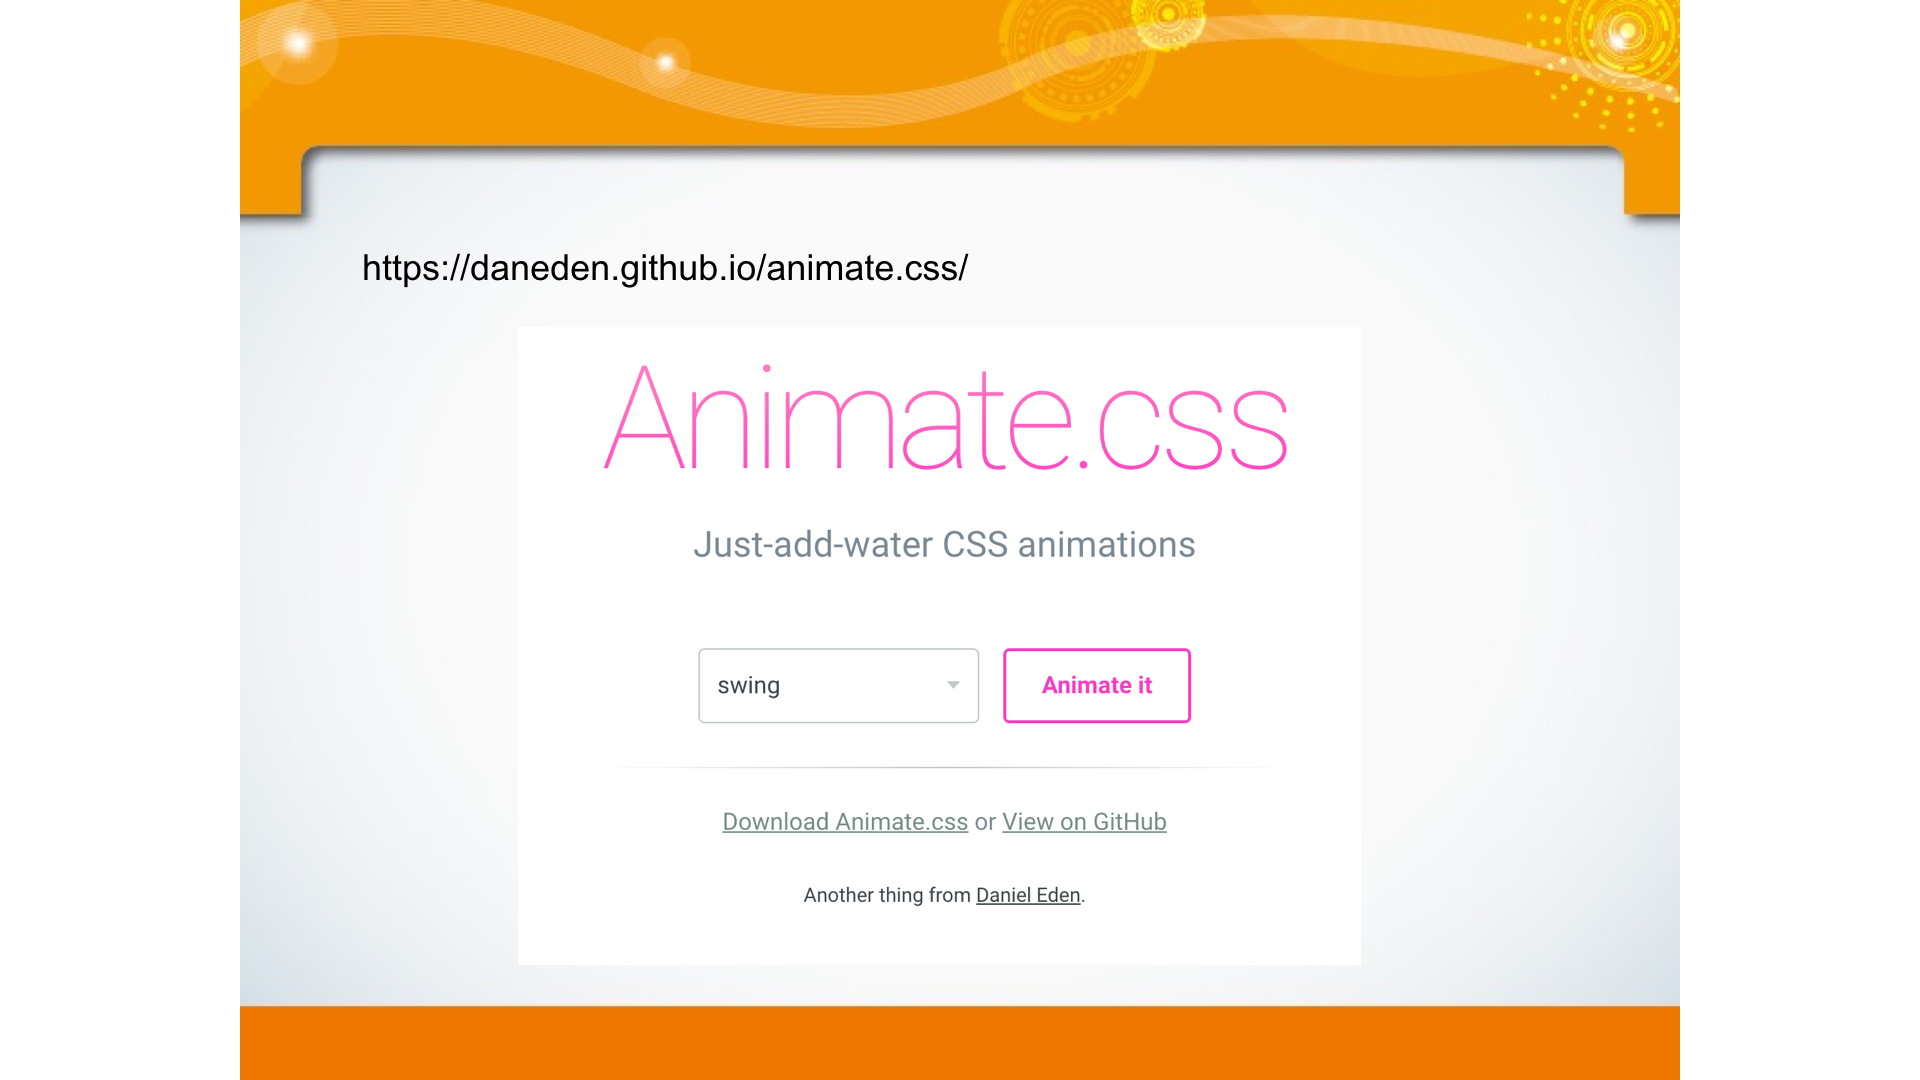 https://daneden.github.io/animate.css/
Animate.css
Just-add-water CSS animations
swing
Animate it
Download Animate.css or View on GitHub
Another thing from Daniel Eden.